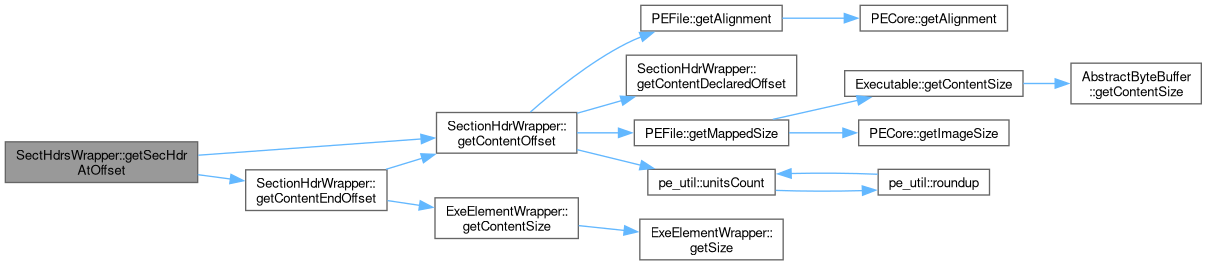 SectHdrsWrapper::getSecHdr
AtOffset
SectionHdrWrapper::
getContentOffset
SectionHdrWrapper::
getContentEndOffset
PEFile::getAlignment
PECore::getAlignment
SectionHdrWrapper::
getContentDeclaredOffset
PEFile::getMappedSize
Executable::getContentSize
AbstractByteBuffer
::getContentSize
PECore::getImageSize
pe_util::unitsCount
pe_util::roundup
ExeElementWrapper::
getContentSize
ExeElementWrapper::
getSize